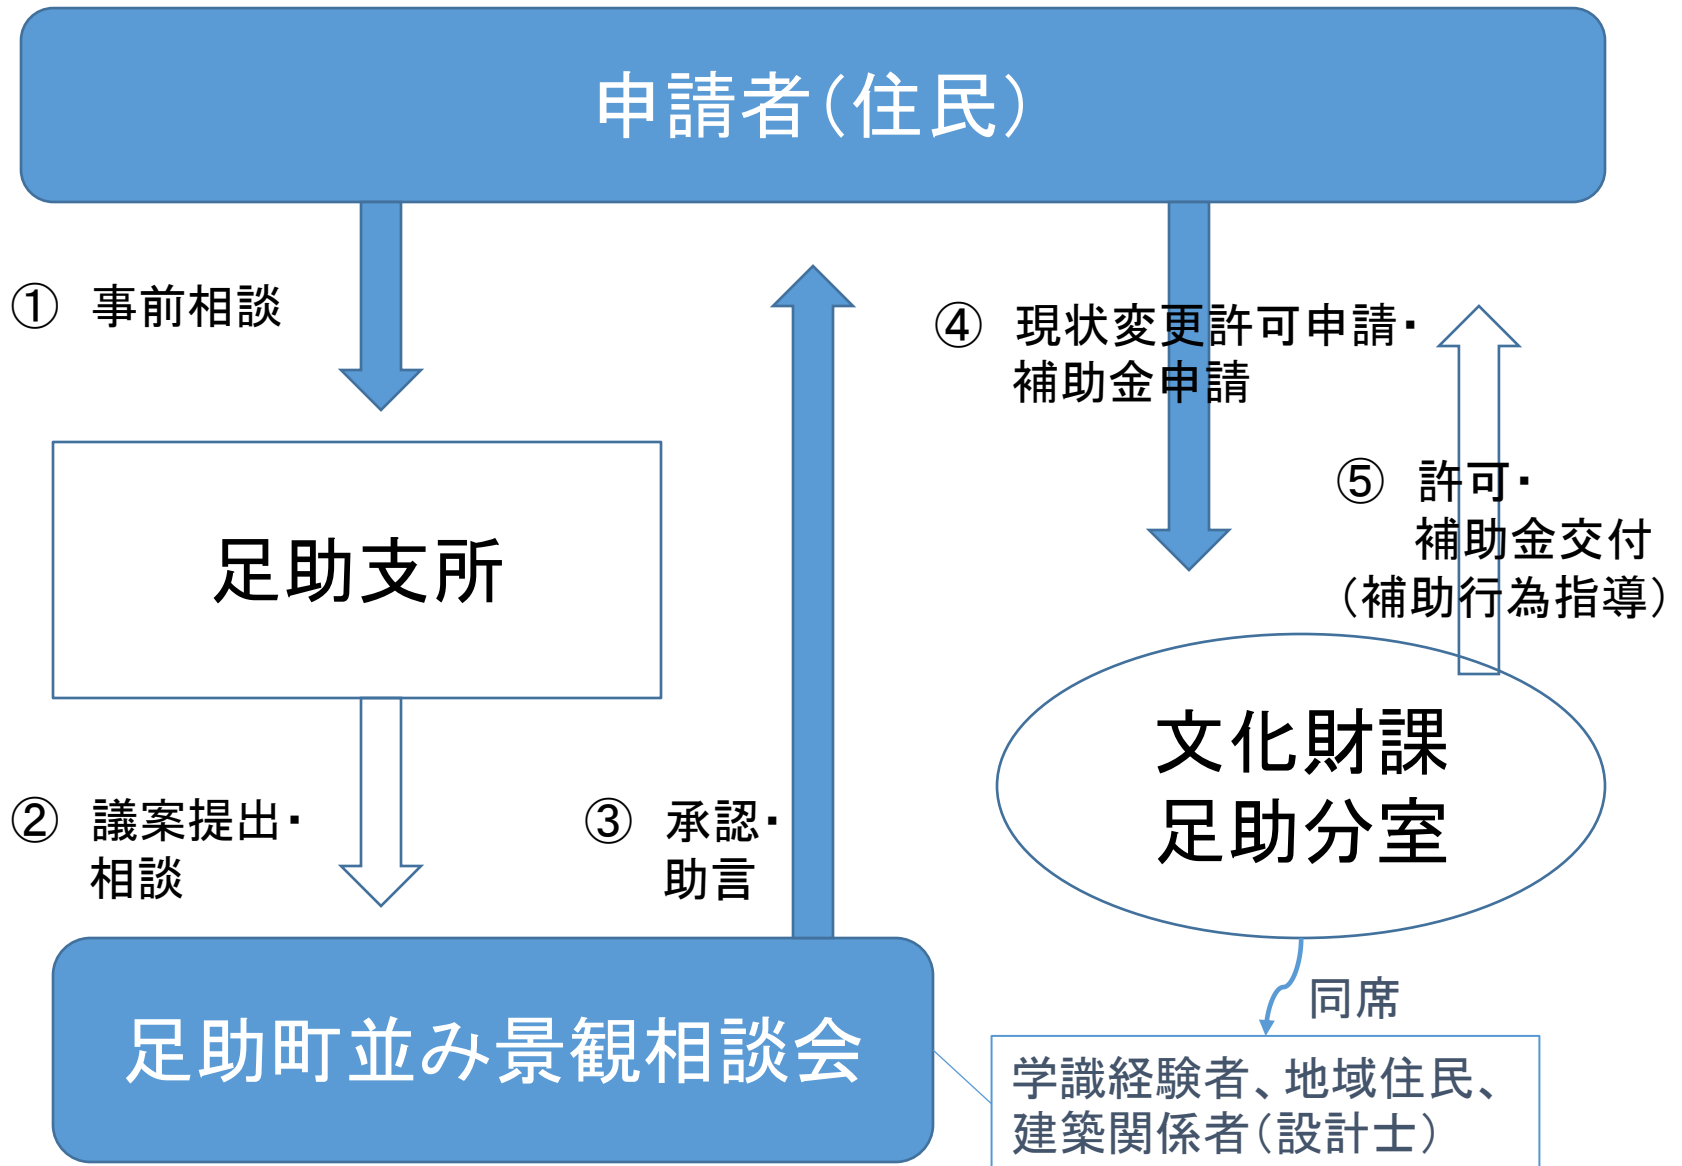 申請者（住民）
① 事前相談
④ 現状変更許可申請・
補助金申請
⑤ 許可・
補助金交付
（補助行為指導）
足助支所
文化財課
足助分室
② 議案提出・
相談
③ 承認・
助言
同席
足助町並み景観相談会
学識経験者、地域住民、
建築関係者（設計士）